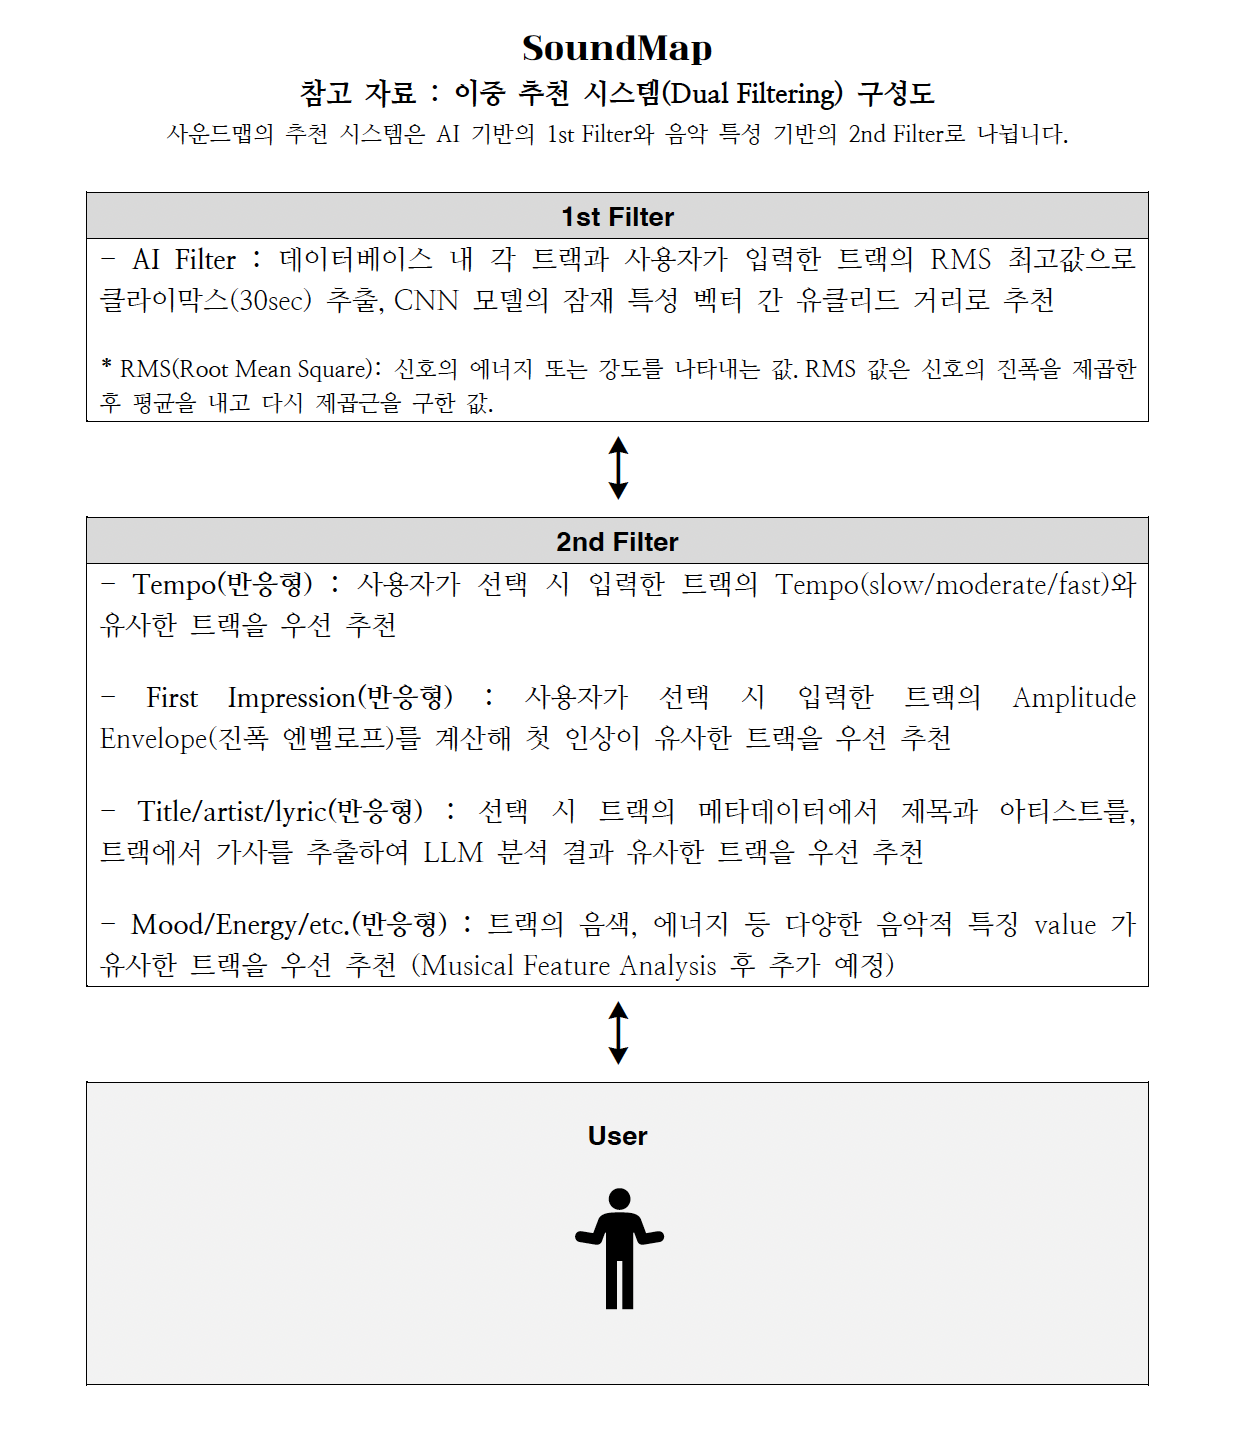 SoundMap
참고 자료 : 이중 추천 시스템(Dual Filtering) 구성도
사운드맵의 추천 시스템은 AI 기반의 1st Filter와 음악 특성 기반의 2nd Filter로 나뉩니다.
1st Filter
- AI Filter : 데이터베이스 내 각 트랙과 사용자가 입력한 트랙의 RMS 최고값으로
클라이막스(30sec) 추출, CNN 모델의 잠재 특성 벡터 간 유클리드 거리로 추천
* RMS(Root Mean Square): 신호의 에너지 또는 강도를 나타내는 값. RMS 값은 신호의 진폭을 제곱한
후 평균을 내고 다시 제곱근을 구한 값.
2nd Filter
- Tempo(반응형) : 사용자가 선택 시 입력한 트랙의 Tempo(slow/moderate/fast)와
유사한 트랙을 우선 추천
- First Impression(반응형) : 사용자가 선택 시 입력한 트랙의 Amplitude
Envelope(진폭 엔벨로프)를 계산해 첫 인상이 유사한 트랙을 우선 추천
- Title/artist/lyric(반응형) : 선택 시 트랙의 메타데이터에서 제목과 아티스트를,
트랙에서 가사를 추출하여 LLM 분석 결과 유사한 트랙을 우선 추천
- Mood/Energy/etc.(반응형) : 트랙의 음색, 에너지 등 다양한 음악적 특징 value 가
유사한 트랙을 우선 추천 (Musical Feature Analysis 후 추가 예정)
User